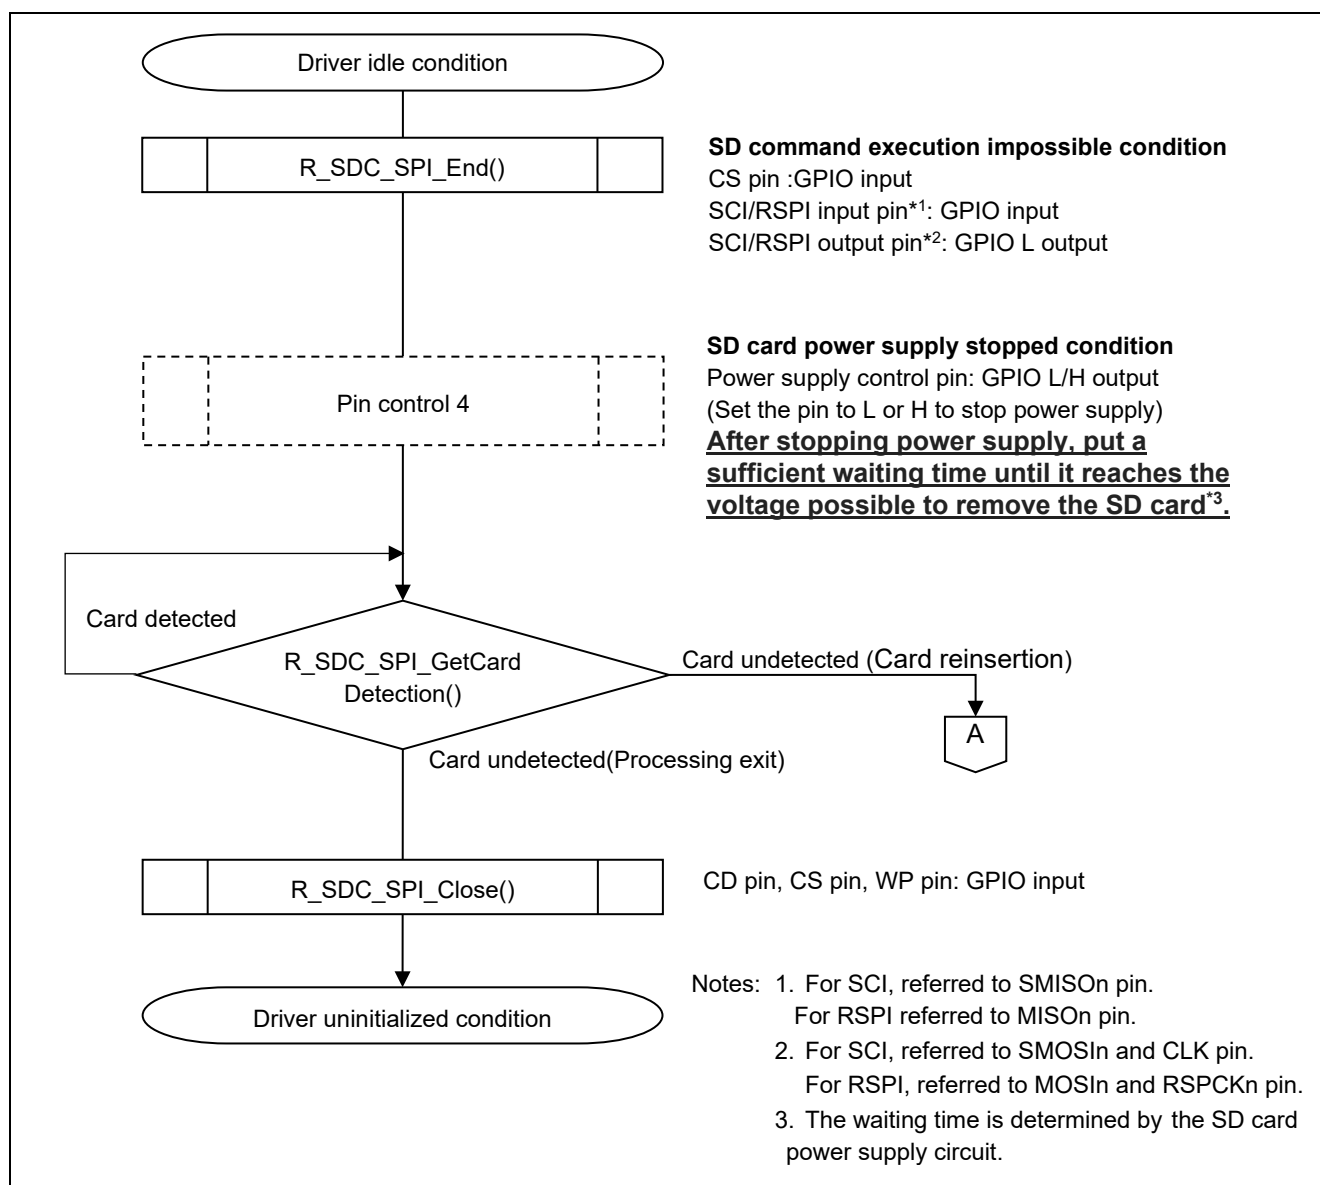 Driver idle condition
R_SDC_SPI_End()
SD command execution impossible condition
CS pin :GPIO input
SCI/RSPI input pin*1: GPIO input
SCI/RSPI output pin*2: GPIO L output
Pin control 4
SD card power supply stopped condition
Power supply control pin: GPIO L/H output
(Set the pin to L or H to stop power supply)
After stopping power supply, put a
sufficient waiting time until it reaches the
voltage possible to remove the SD card*3.
Card detected
R_SDC_SPI_GetCard
Detection()
Card undetected (Card reinsertion)
A
Card undetected(Processing exit)
R_SDC_SPI_Close()
CD pin, CS pin, WP pin: GPIO input
Driver uninitialized condition
Notes: 1. For SCI, referred to SMISOn pin.
For RSPI referred to MISOn pin.
2. For SCI, referred to SMOSIn and CLK pin.
For RSPI, referred to MOSIn and RSPCKn pin.
3. The waiting time is determined by the SD card
power supply circuit.